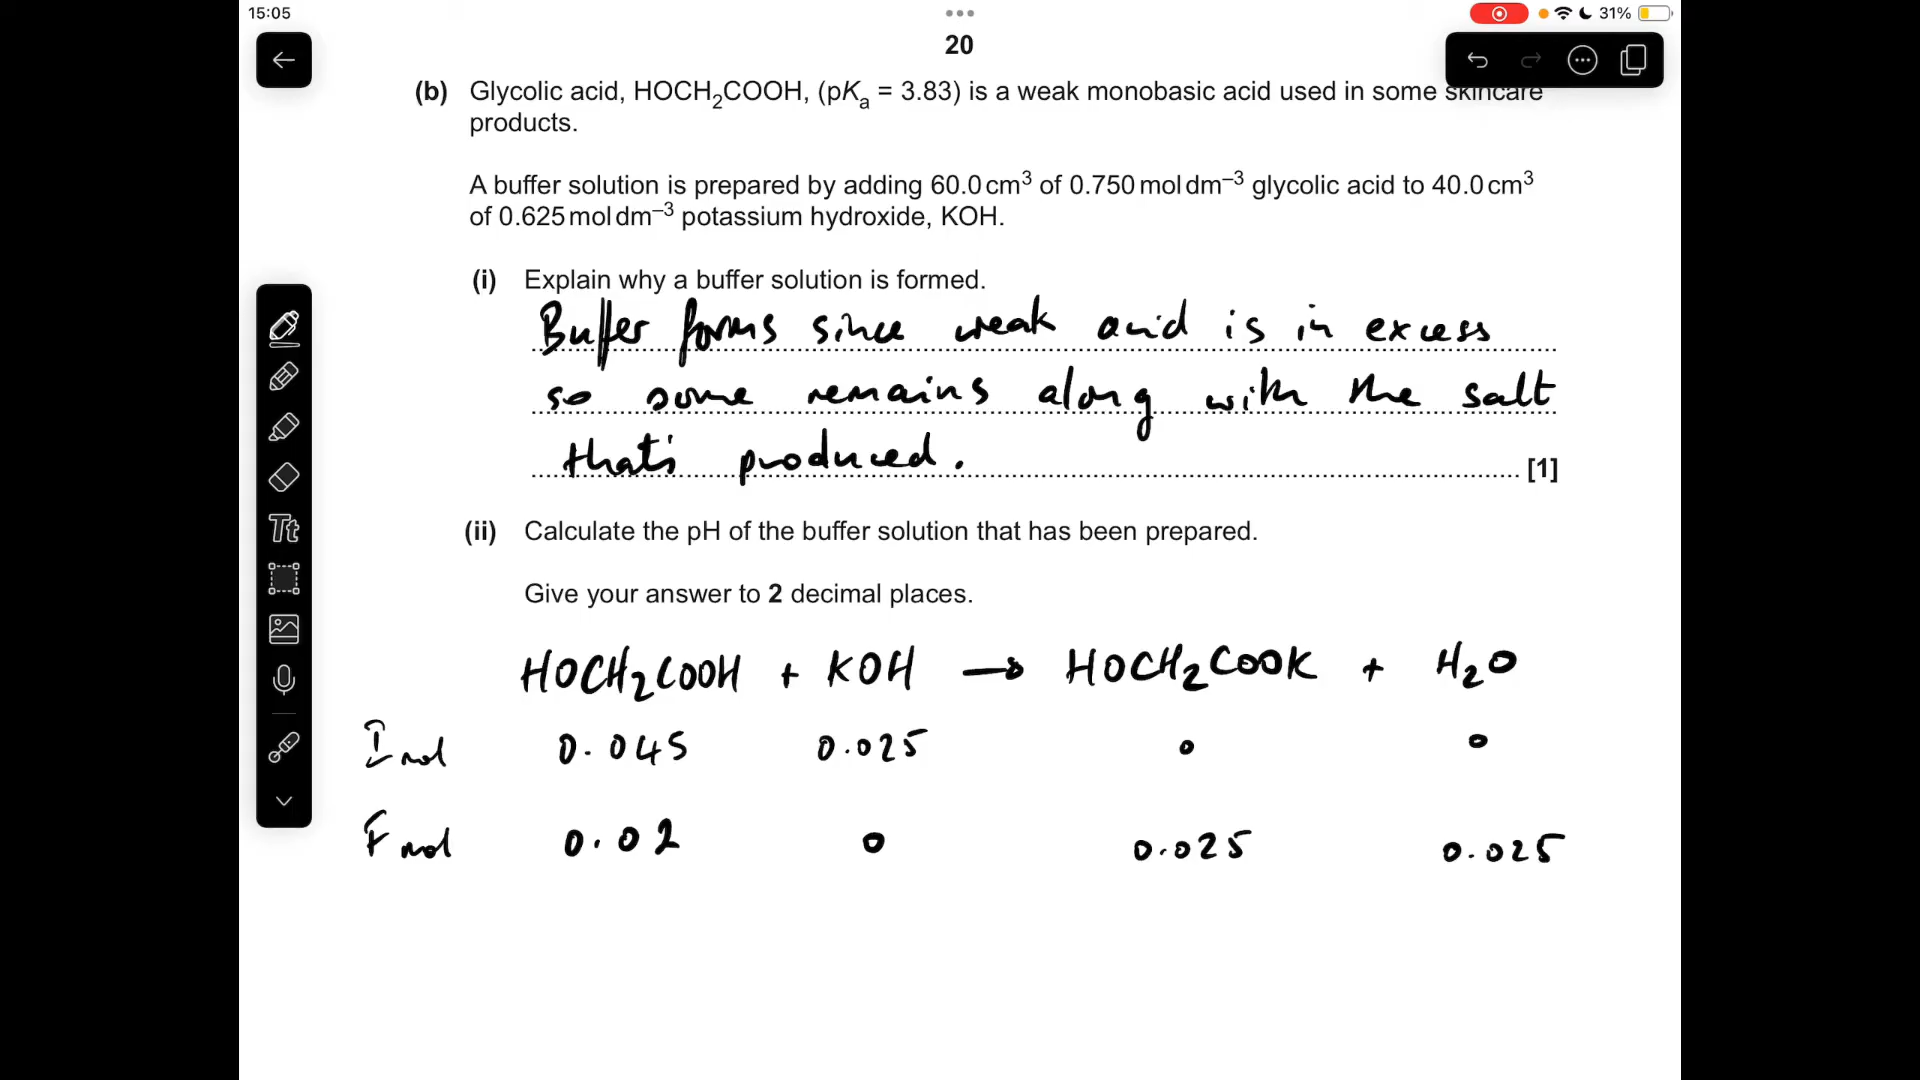 15:05
31%
20
(b) Glycolic acid, HOCH₂COOH, (pKₐ = 3.83) is a weak monobasic acid used in some skincare
products.
A buffer solution is prepared by adding 60.0 cm³ of 0.750 mol dm⁻³ glycolic acid to 40.0 cm³
of 0.625 mol dm⁻³ potassium hydroxide, KOH.
(i) Explain why a buffer solution is formed.
Buffer forms since weak acid is in excess
so some remains along with the salt
that's produced.
[1]
(ii) Calculate the pH of the buffer solution that has been prepared.
Give your answer to 2 decimal places.
HOCH₂COOH + KOH → HOCH₂COOK + H₂O
I mol 0.045 0.025 0 0
F mol 0.02 0 0.025 0.025
Tt